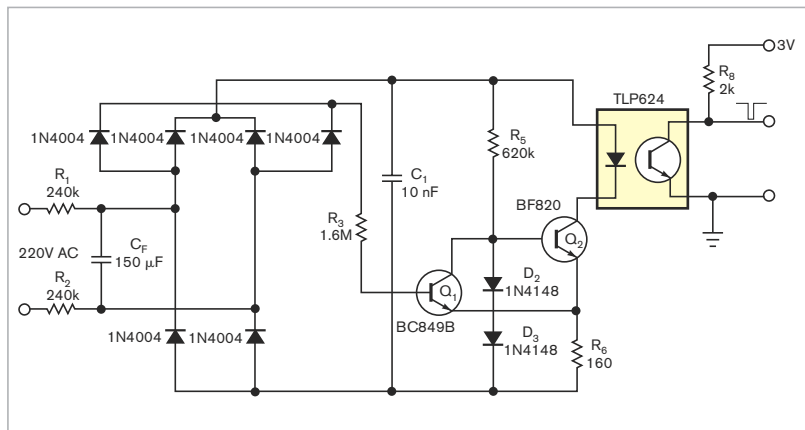 3V
R8
2k
TLP624
1N4004 1N4004 1N4004 1N4004
R5
620k
C1
10 nF
R1
240k
BF820
R3
1.6M
Q2
220V AC
CF
150 µF
D2
1N4148
Q1
R2
240k
BC849B
D3
1N4148
1N4004 1N4004
R6
160